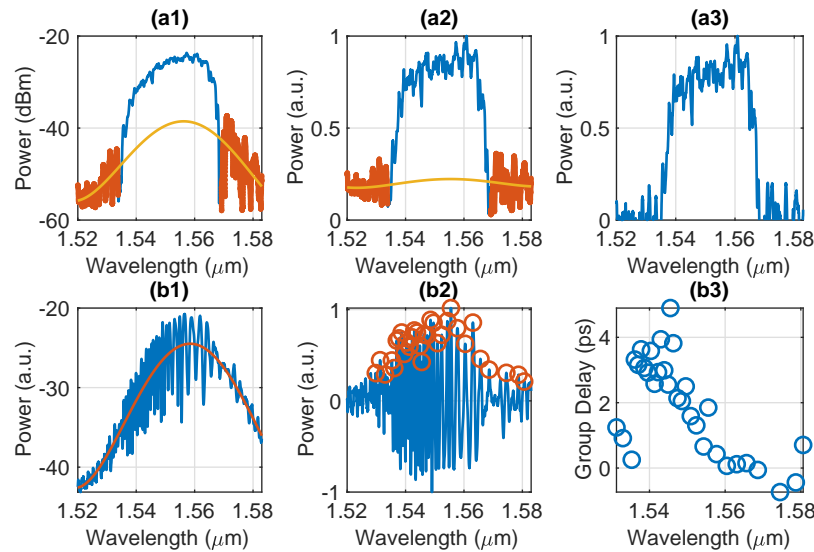 (a1)
(a2)
(a3)
-20
-40
-60
Power (dBm)
1.52
1.54
1.56
1.58
Wavelength (μm)
1
0.5
0
Power (a.u.)
1.52
1.54
1.56
1.58
Wavelength (μm)
1
0.5
0
Power (a.u.)
1.52
1.54
1.56
1.58
Wavelength (μm)
(b1)
(b2)
(b3)
-20
-30
-40
Power (a.u.)
1.52
1.54
1.56
1.58
Wavelength (μm)
1
0
-1
Power (a.u.)
1.52
1.54
1.56
1.58
Wavelength (μm)
4
2
0
Group Delay (ps)
1.54
1.56
1.58
Wavelength (μm)